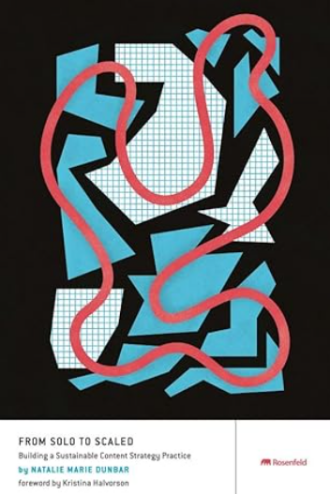 FROM SOLO TO SCALED
Building a Sustainable Content Strategy Practice
by NATALIE MARIE DUNBAR
foreword by Kristina Halvorson
Rosenfeld